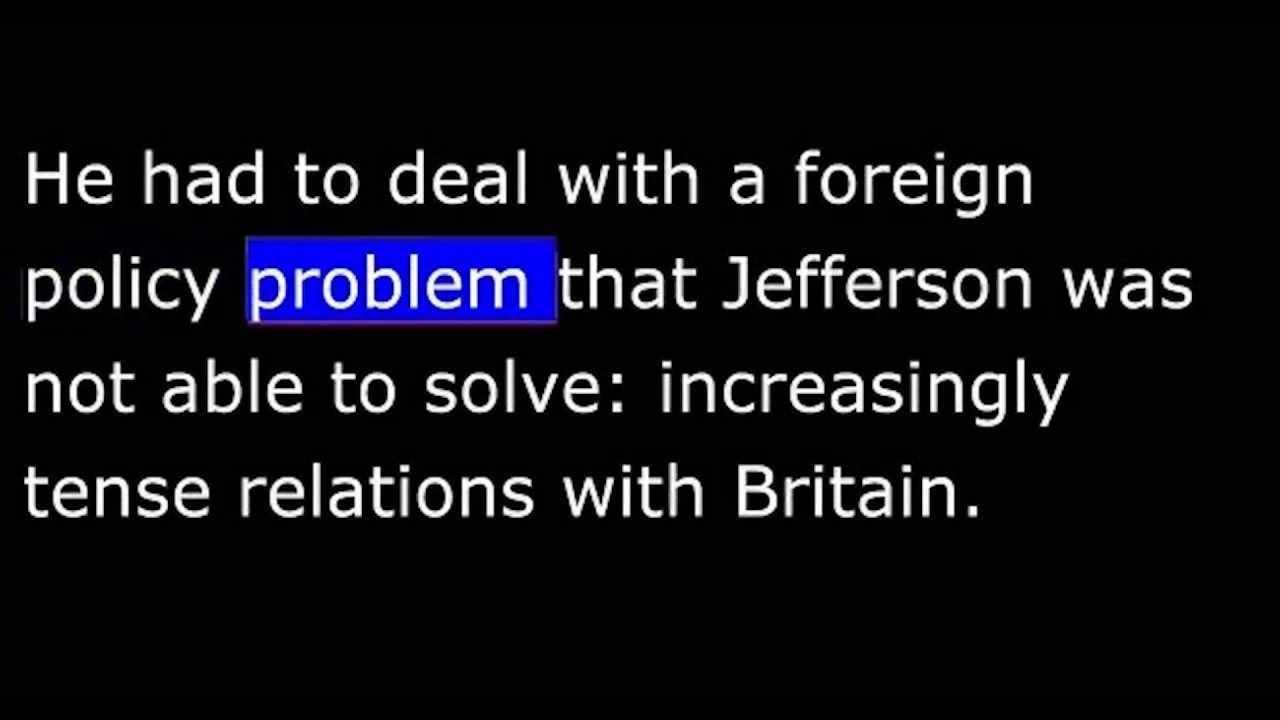 He had to deal with a foreign
policy problem that Jefferson was
not able to solve: increasingly
tense relations with Britain.